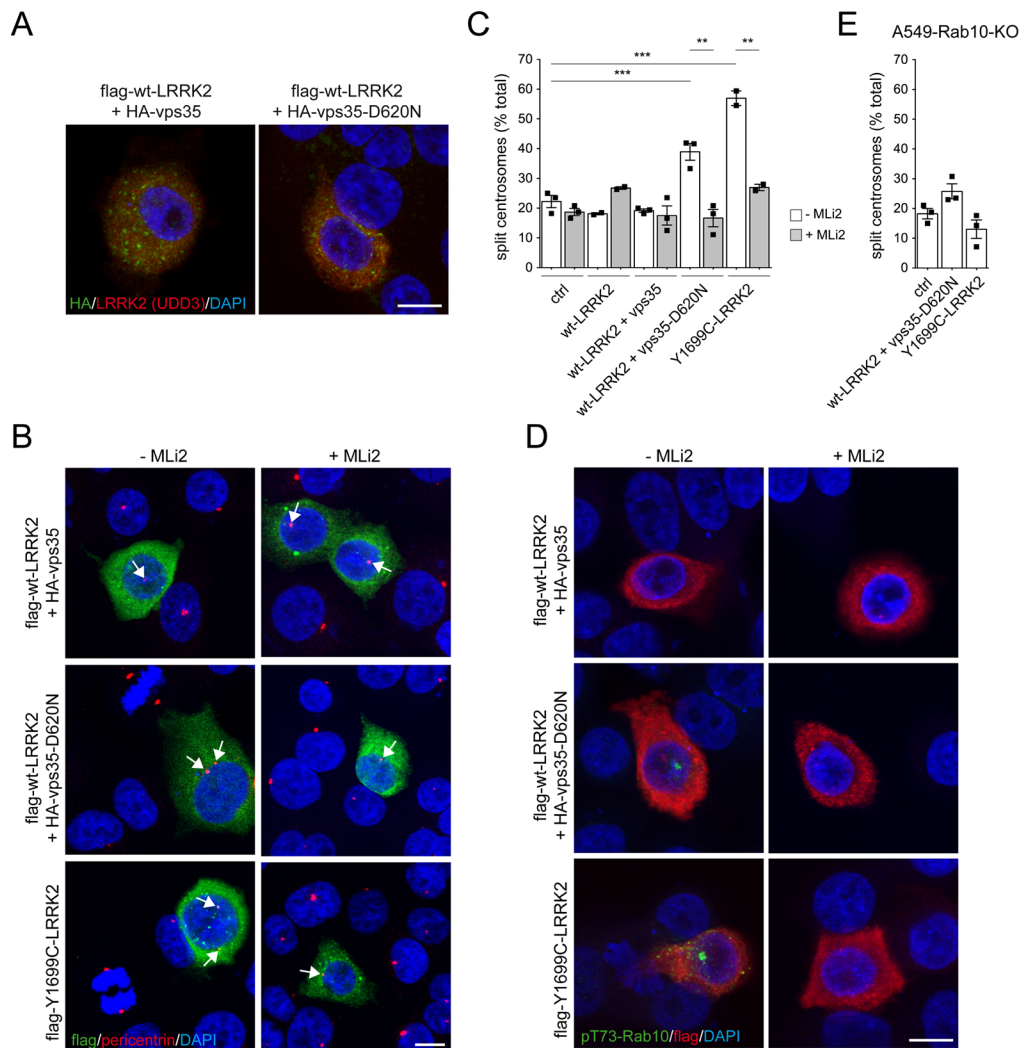 A
flag-wt-LRRK2
+ HA-vps35
flag-wt-LRRK2
+ HA-vps35-D620N
HA/LRRK2 (UDD3)/DAPI
C
split centrosomes (% total)
70
60
50
40
30
20
10
0
***
***
**
**
- MLi2
+ MLi2
ctrl
wt-LRRK2
wt-LRRK2 + vps35
wt-LRRK2 + vps35-D620N
Y1699C-LRRK2
E
A549-Rab10-KO
split centrosomes (% total)
70
60
50
40
30
20
10
0
ctrl
wt-LRRK2 + vps35-D620N
Y1699C-LRRK2
B
- MLi2
+ MLi2
flag-wt-LRRK2
+ HA-vps35
flag-wt-LRRK2
+ HA-vps35-D620N
flag-Y1699C-LRRK2
flag/pericentrin/DAPI
D
- MLi2
+ MLi2
flag-wt-LRRK2
+ HA-vps35
flag-wt-LRRK2
+ HA-vps35-D620N
flag-Y1699C-LRRK2
pT73-Rab10/flag/DAPI